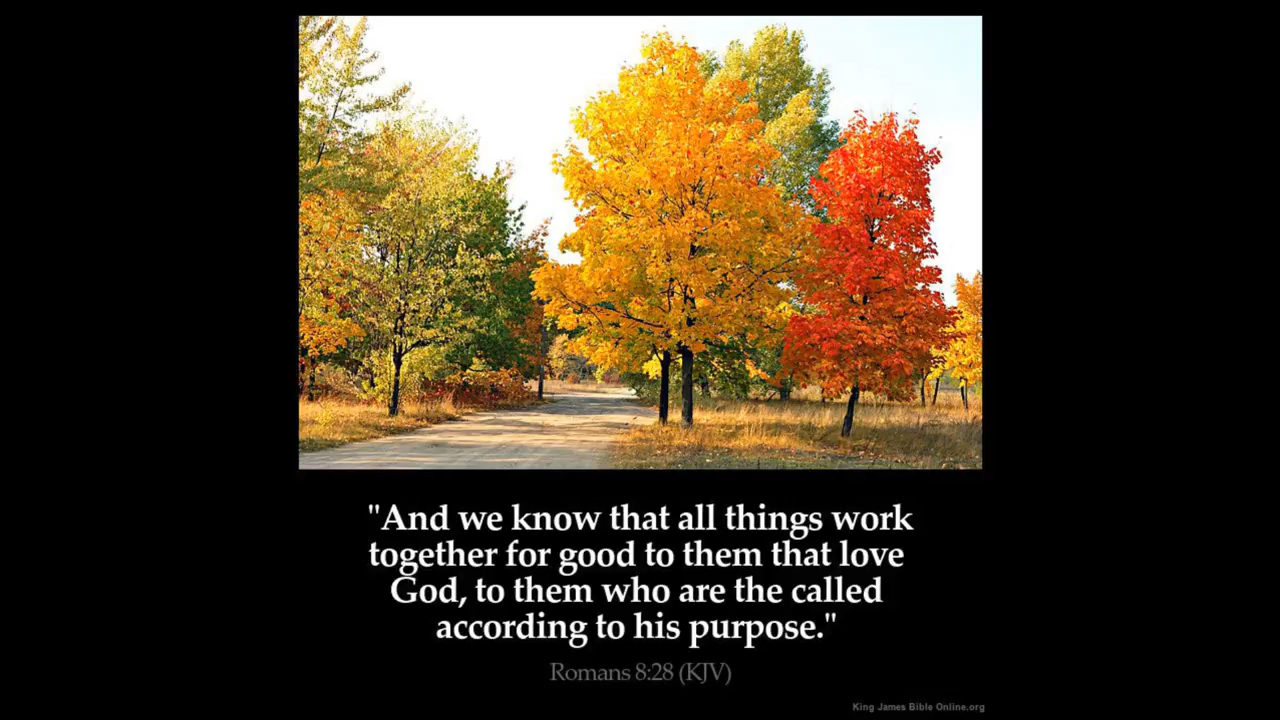 "And we know that all things work
together for good to them that love
God, to them who are the called
according to his purpose."
Romans 8:28 (KJV)
King James Bible Online.org